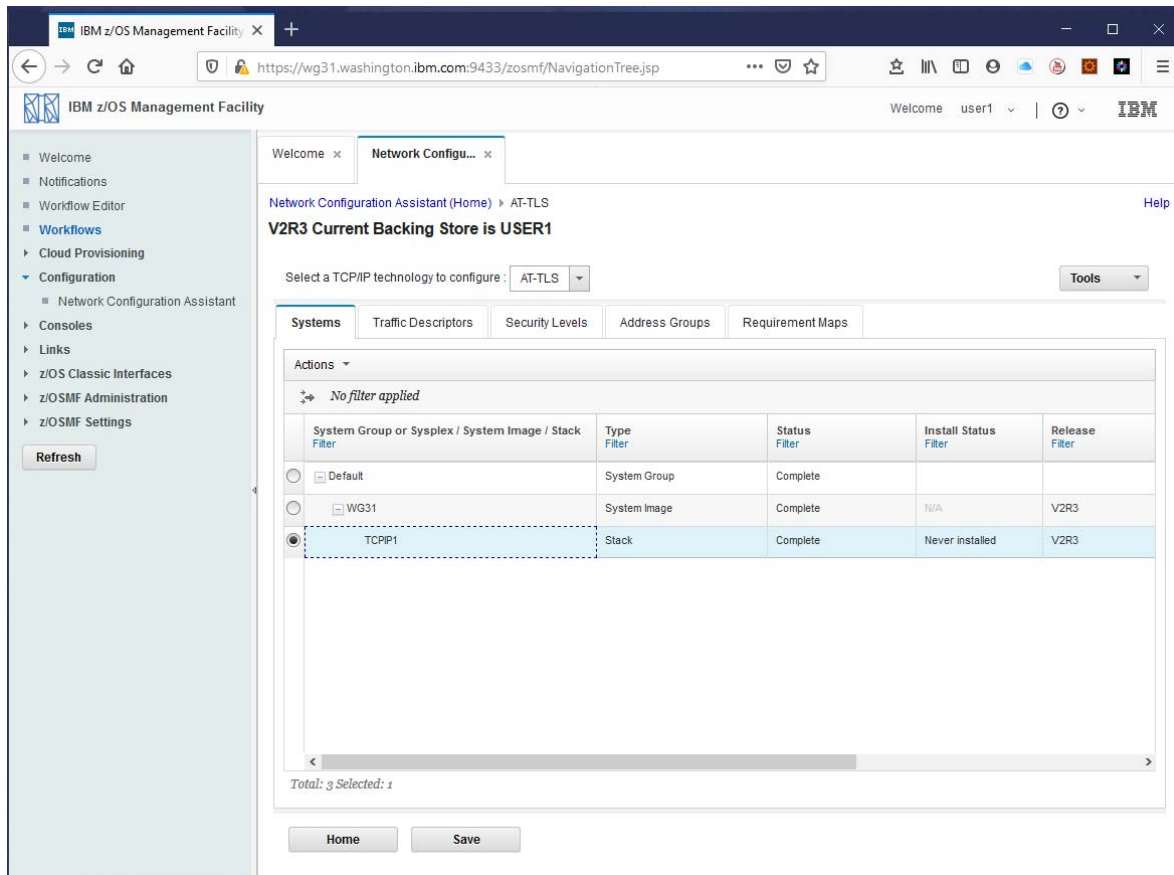 IBM IBM z/OS Management Facility
https://wg31.washington.ibm.com:9433/zosmf/NavigationTree.jsp
IBM z/OS Management Facility
Welcome user1
IBM
Welcome
Notifications
Workflow Editor
Workflows
Cloud Provisioning
Configuration
Network Configuration Assistant
Consoles
Links
z/OS Classic Interfaces
z/OSMF Administration
z/OSMF Settings
Refresh
Welcome Network Configu...
Network Configuration Assistant (Home) AT-TLS Help
V2R3 Current Backing Store is USER1
Select a TCP/IP technology to configure : AT-TLS Tools
Systems Traffic Descriptors Security Levels Address Groups Requirement Maps
Actions
No filter applied
System Group or Sysplex / System Image / Stack Type Status Install Status Release
Filter Filter Filter Filter Filter
Default System Group Complete
WG31 System Image Complete N/A V2R3
TCPIP1 Stack Complete Never installed V2R3
Total: 3 Selected: 1
Home Save